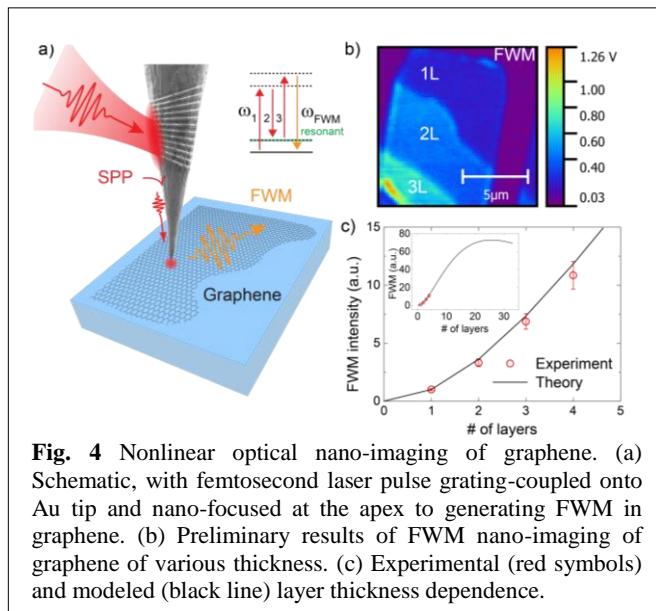 a)
ω1 2 3 ωFWM
resonant
SPP
FWM
Graphene
b)
FWM
1L
2L
3L
5μm
1.26 V
1.00
0.80
0.60
0.40
0.03
c)
FWM intensity (a.u.)
15
10
5
0
0 1 2 3 4 5
# of layers
FWM (a.u.)
80
60
40
20
0
0 10 20 30
# of layers
Experiment
Theory
Fig. 4 Nonlinear optical nano-imaging of graphene. (a)
Schematic, with femtosecond laser pulse grating-coupled onto
Au tip and nano-focused at the apex to generating FWM in
graphene. (b) Preliminary results of FWM nano-imaging of
graphene of various thickness. (c) Experimental (red symbols)
and modeled (black line) layer thickness dependence.